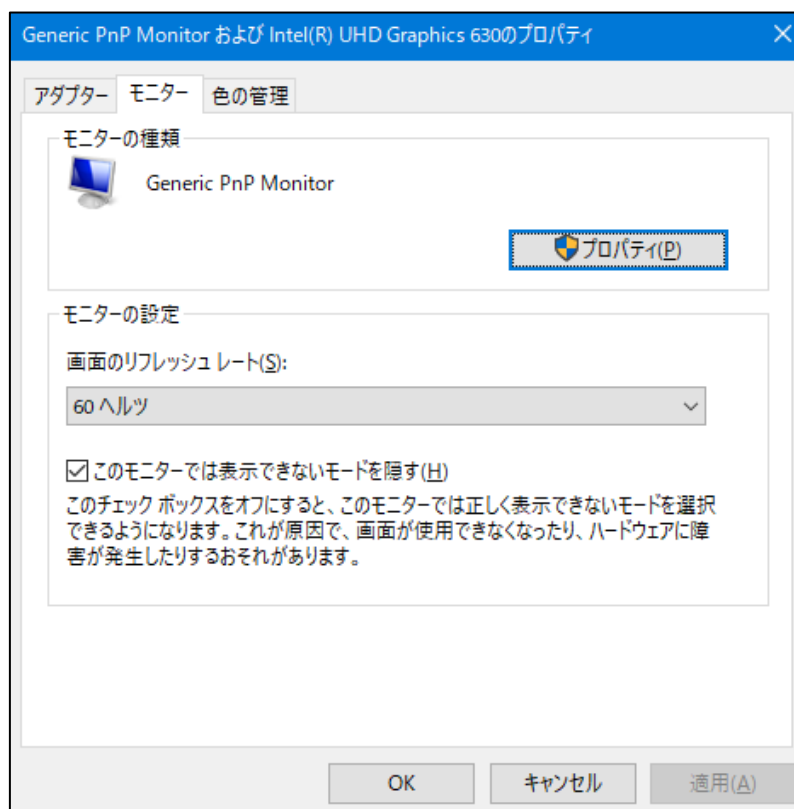 Generic PnP Monitor および Intel(R) UHD Graphics 630のプロパティ
アダプター モニター 色の管理
モニターの種類
Generic PnP Monitor
プロパティ(P)
モニターの設定
画面のリフレッシュ レート(S):
60 ヘルツ
このモニターでは表示できないモードを隠す(H)
このチェック ボックスをオフにすると、このモニターでは正しく表示できないモードを選択
できるようになります。これが原因で、画面が使用できなくなったり、ハードウェアに障
害が発生したりするおそれがあります。
OK キャンセル 適用(A)